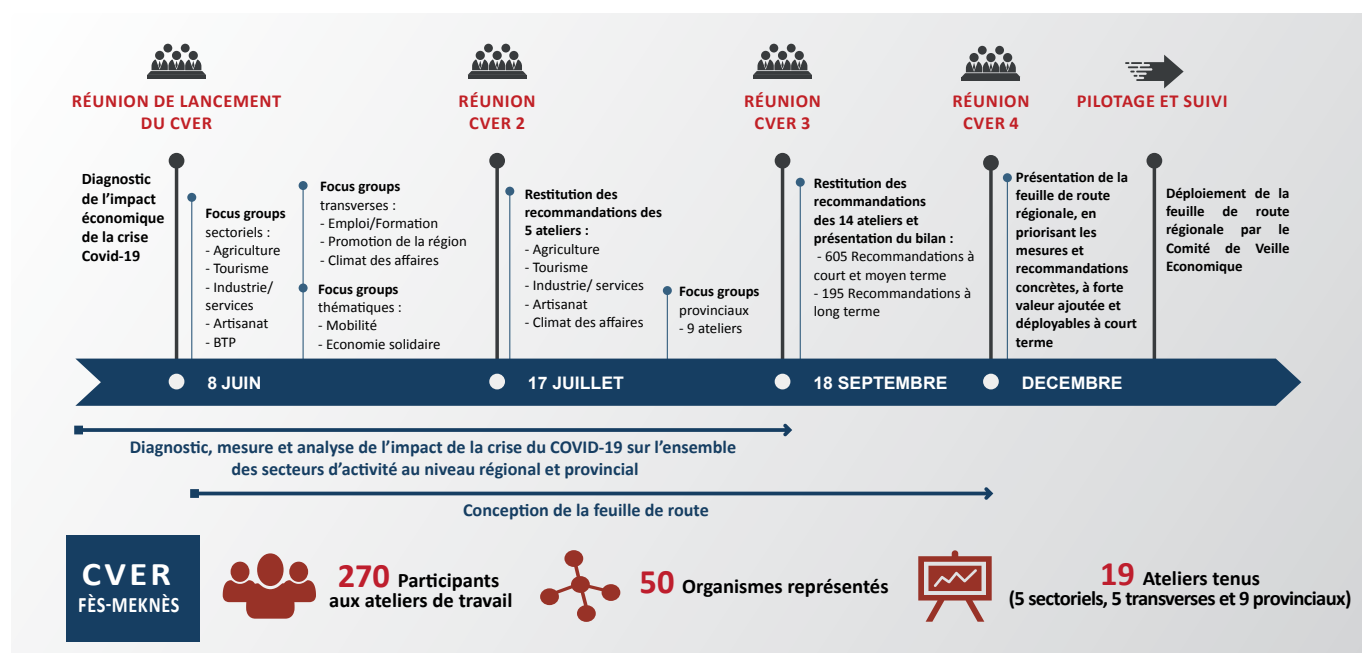 RÉUNION DE LANCEMENT
DU CVER
Diagnostic
de l'impact
économique
de la crise
Covid-19
Focus groups
sectoriels :
- Agriculture
- Tourisme
- Industrie/
services
- Artisanat
- BTP
Focus groups
transverses :
- Emploi/Formation
- Promotion de la région
- Climat des affaires
Focus groups
thématiques :
- Mobilité
- Economie solidaire
RÉUNION
CVER 2
Restitution des
recommandations des
5 ateliers :
- Agriculture
- Tourisme
- Industrie/ services
- Artisanat
- Climat des affaires
Focus groups
provinciaux
- 9 ateliers
RÉUNION
CVER 3
Restitution des
recommandations
des 14 ateliers et
présentation du bilan :
- 605 Recommandations à
court et moyen terme
- 195 Recommandations à
long terme
RÉUNION
CVER 4
Présentation de la
feuille de route
régionale, en
priorisant les
mesures et
recommandations
concrètes, à forte
valeur ajoutée et
déployables à court
terme
PILOTAGE ET SUIVI
Déploiement de la
feuille de route
régionale par le
Comité de Veille
Economique
8 JUIN
17 JUILLET
18 SEPTEMBRE
DECEMBRE
Diagnostic, mesure et analyse de l'impact de la crise du COVID-19 sur l'ensemble
des secteurs d'activité au niveau régional et provincial
Conception de la feuille de route
CVER
FÈS-MEKNÈS
270 Participants
aux ateliers de travail
50 Organismes représentés
19 Ateliers tenus
(5 sectoriels, 5 transverses et 9 provinciaux)